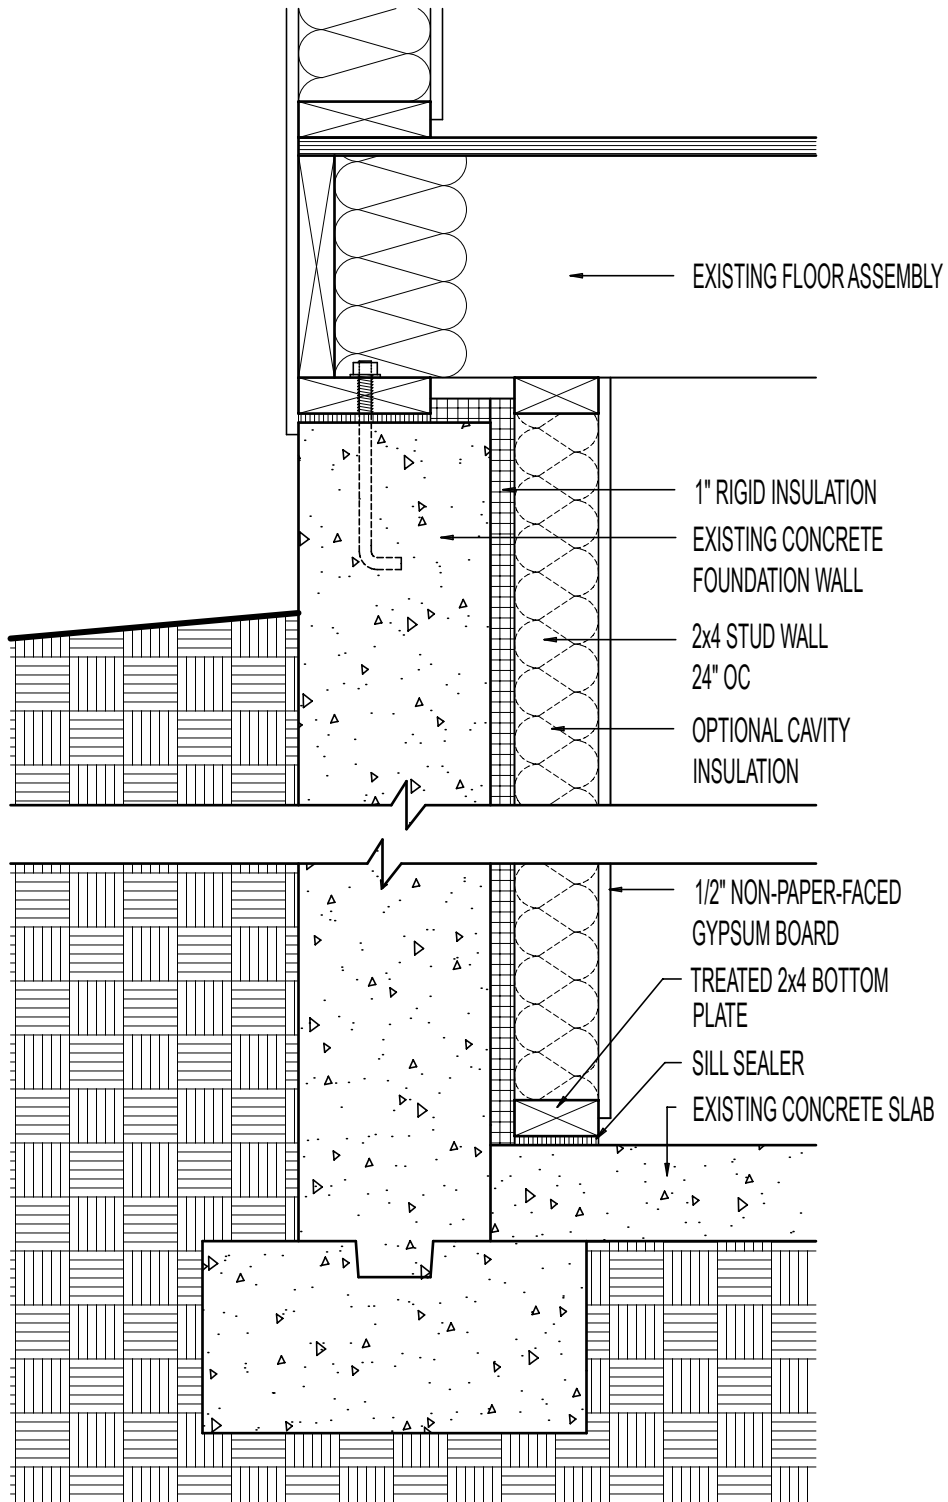 EXISTING FLOOR ASSEMBLY
1" RIGID INSULATION
EXISTING CONCRETE
FOUNDATION WALL
2x4 STUD WALL
24" OC
OPTIONAL CAVITY
INSULATION
1/2" NON-PAPER-FACED
GYPSUM BOARD
TREATED 2x4 BOTTOM
PLATE
SILL SEALER
EXISTING CONCRETE SLAB